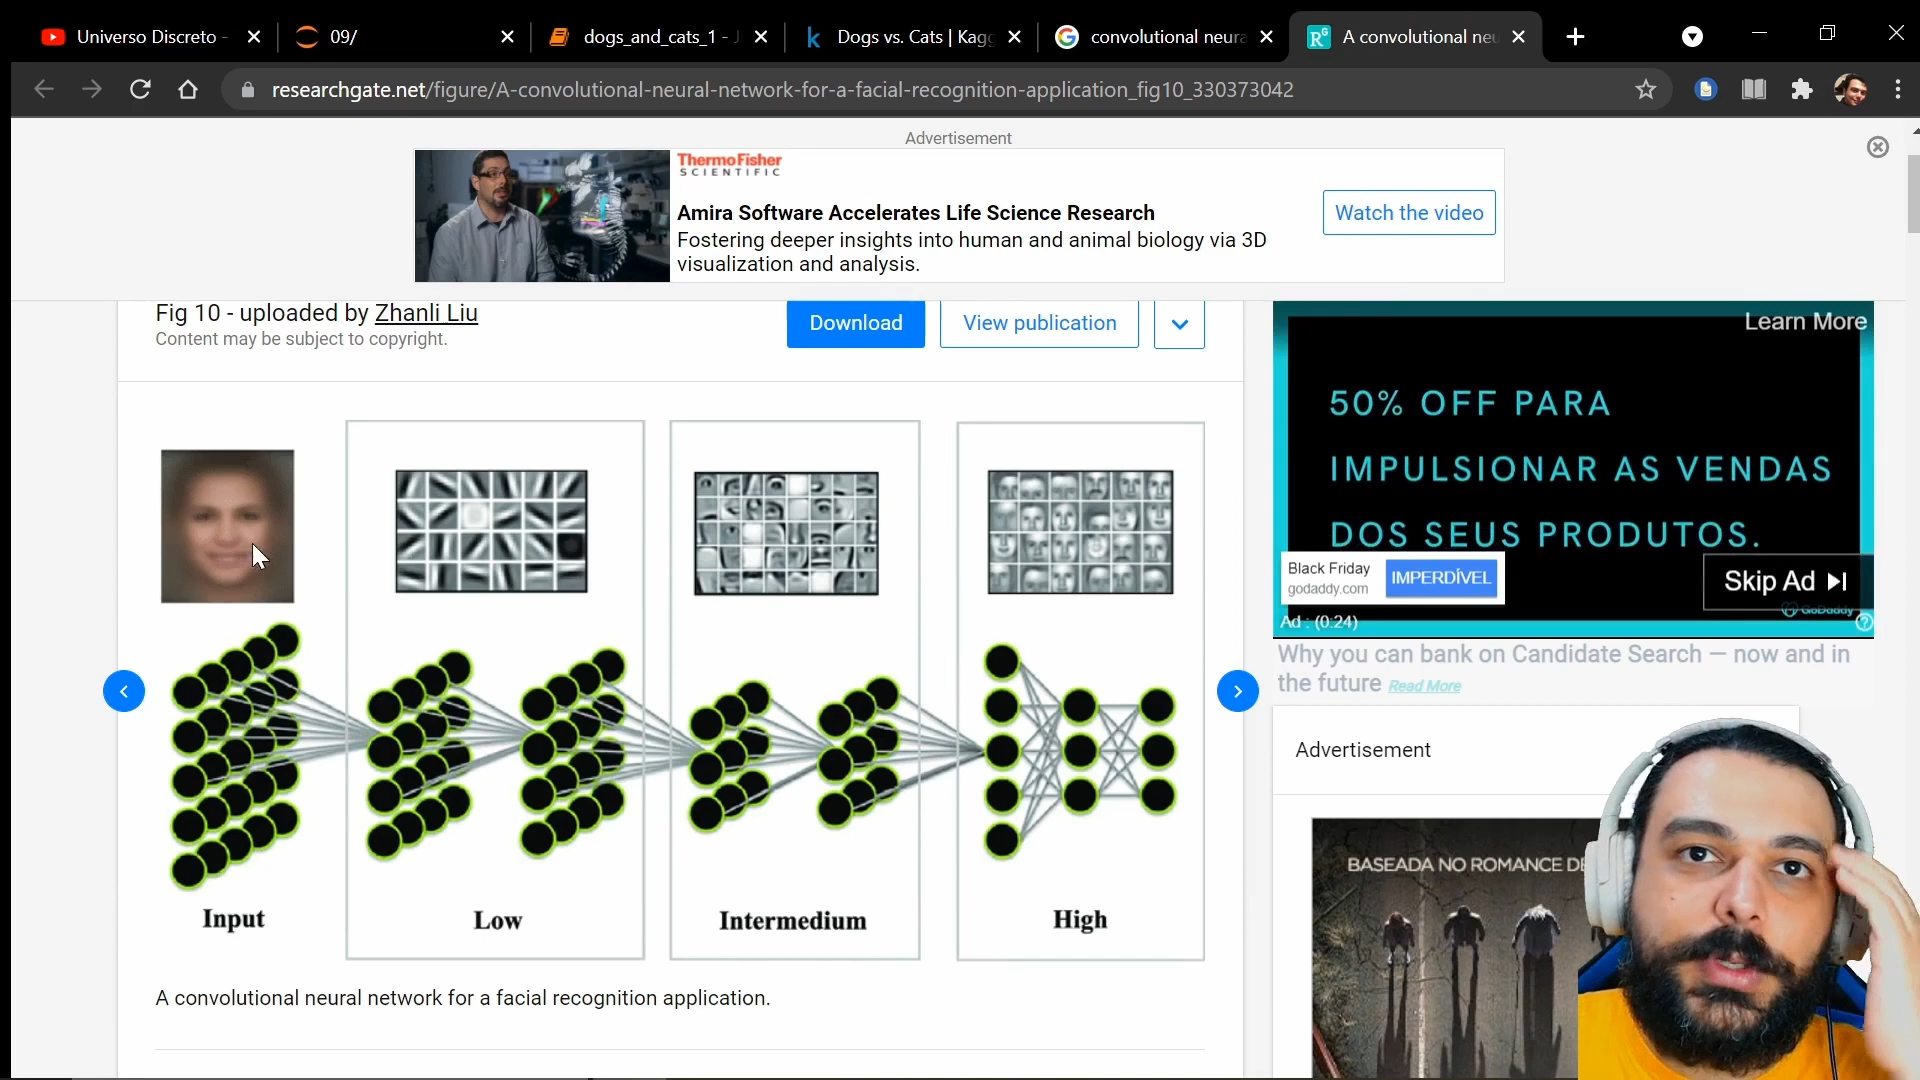 Universo Discreto -
09/
dogs_and_cats_1 - J
Dogs vs. Cats | Kagg
convolutional neura
A convolutional neu
researchgate.net/figure/A-convolutional-neural-network-for-a-facial-recognition-application_fig10_330373042
Advertisement
ThermoFisher
SCIENTIFIC
Amira Software Accelerates Life Science Research
Fostering deeper insights into human and animal biology via 3D
visualization and analysis.
Watch the video
Fig 10 - uploaded by Zhanli Liu
Content may be subject to copyright.
Download
View publication
Learn More
50% OFF PARA
IMPULSIONAR AS VENDAS
DOS SEUS PRODUTOS.
Black Friday
godaddy.com
IMPERDÍVEL
Skip Ad
GoDaddy
Ad : (0:24)
Why you can bank on Candidate Search — now and in
the future Read More
Advertisement
BASEADA NO ROMANCE DE
Input
Low
Intermedium
High
A convolutional neural network for a facial recognition application.